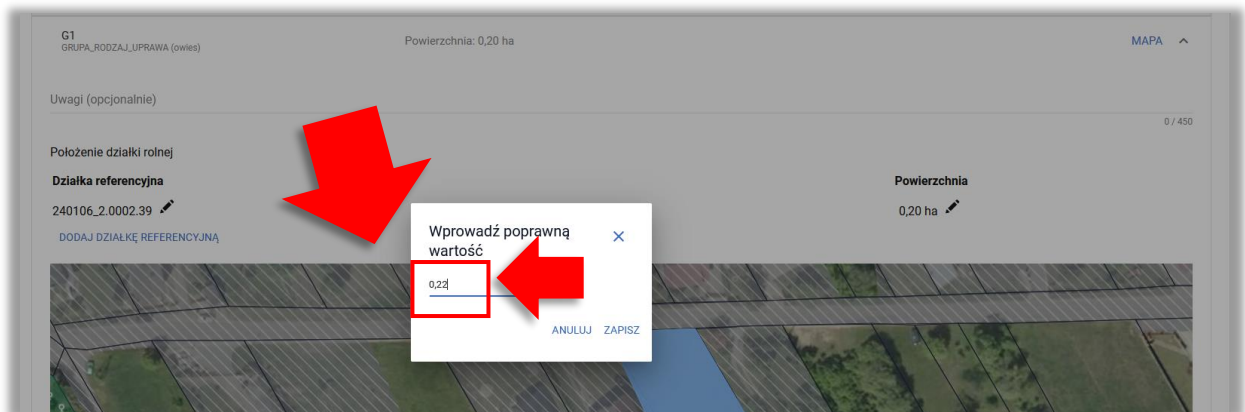 G1
GRUPA_RODZAJ_UPRAWA (owies)
Powierzchnia: 0,20 ha
MAPA
Uwagi (opcjonalnie)
0 / 450
Położenie działki rolnej
Działka referencyjna
Powierzchnia
240106_2.0002.39
0,20 ha
DODAJ DZIAŁKĘ REFERENCYJNĄ
Wprowadź poprawną
wartość
0,22
ANULUJ ZAPISZ